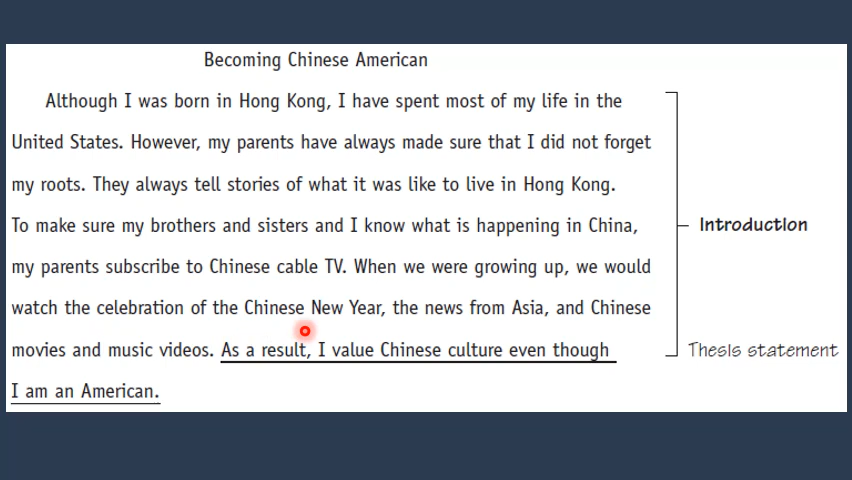 Becoming Chinese American
Although I was born in Hong Kong, I have spent most of my life in the
United States. However, my parents have always made sure that I did not forget
my roots. They always tell stories of what it was like to live in Hong Kong.
To make sure my brothers and sisters and I know what is happening in China,
my parents subscribe to Chinese cable TV. When we were growing up, we would
watch the celebration of the Chinese New Year, the news from Asia, and Chinese
movies and music videos. As a result, I value Chinese culture even though
I am an American.
Introduction
Thesis statement